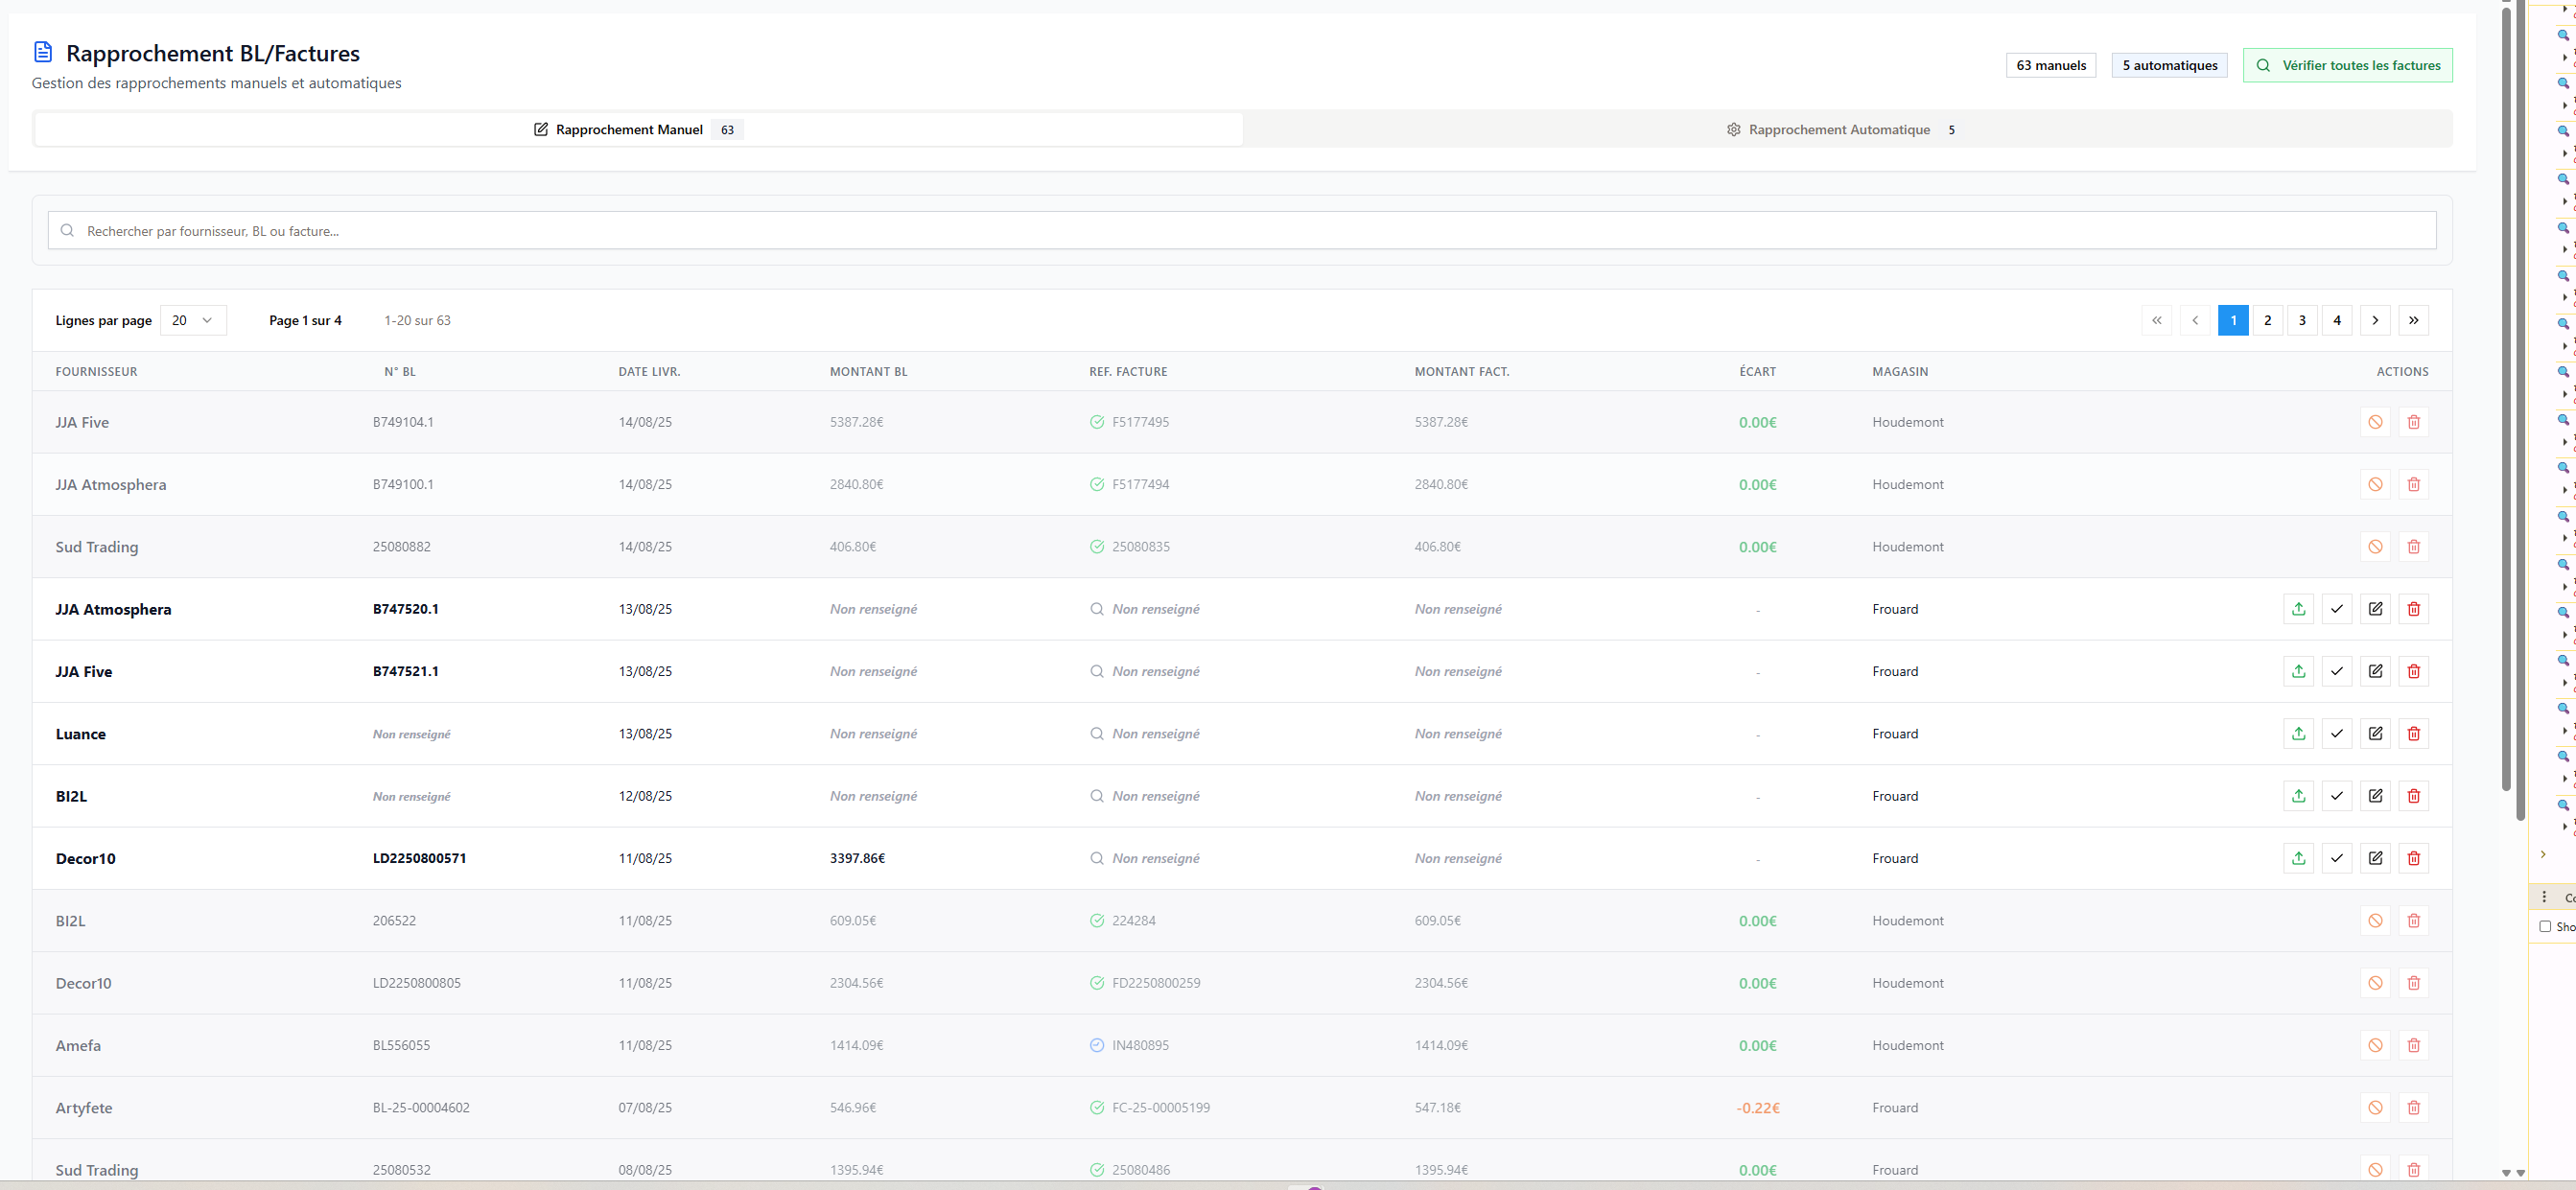 Rapprochement BL/Factures
Gestion des rapprochements manuels et automatiques
63 manuels 5 automatiques Vérifier toutes les factures
Rapprochement Manuel 63 Rapprochement Automatique 5
Rechercher par fournisseur, BL ou facture...
Lignes par page 20 Page 1 sur 4 1-20 sur 63 « ‹ 1 2 3 4 › »
FOURNISSEUR N° BL DATE LIVR. MONTANT BL REF. FACTURE MONTANT FACT. ÉCART MAGASIN ACTIONS
JJA Five B749104.1 14/08/25 5387.28€ F5177495 5387.28€ 0.00€ Houdemont
JJA Atmosphera B749100.1 14/08/25 2840.80€ F5177494 2840.80€ 0.00€ Houdemont
Sud Trading 25080882 14/08/25 406.80€ 25080835 406.80€ 0.00€ Houdemont
JJA Atmosphera B747520.1 13/08/25 Non renseigné Non renseigné Non renseigné - Frouard
JJA Five B747521.1 13/08/25 Non renseigné Non renseigné Non renseigné - Frouard
Luance Non renseigné 13/08/25 Non renseigné Non renseigné Non renseigné - Frouard
BI2L Non renseigné 12/08/25 Non renseigné Non renseigné Non renseigné - Frouard
Decor10 LD2250800571 11/08/25 3397.86€ Non renseigné Non renseigné - Frouard
BI2L 206522 11/08/25 609.05€ 224284 609.05€ 0.00€ Houdemont
Decor10 LD2250800805 11/08/25 2304.56€ FD2250800259 2304.56€ 0.00€ Houdemont
Amefa BL556055 11/08/25 1414.09€ IN480895 1414.09€ 0.00€ Houdemont
Artyfete BL-25-00004602 07/08/25 546.96€ FC-25-00005199 547.18€ -0.22€ Frouard
Sud Trading 25080532 08/08/25 1395.94€ 25080486 1395.94€ 0.00€ Frouard